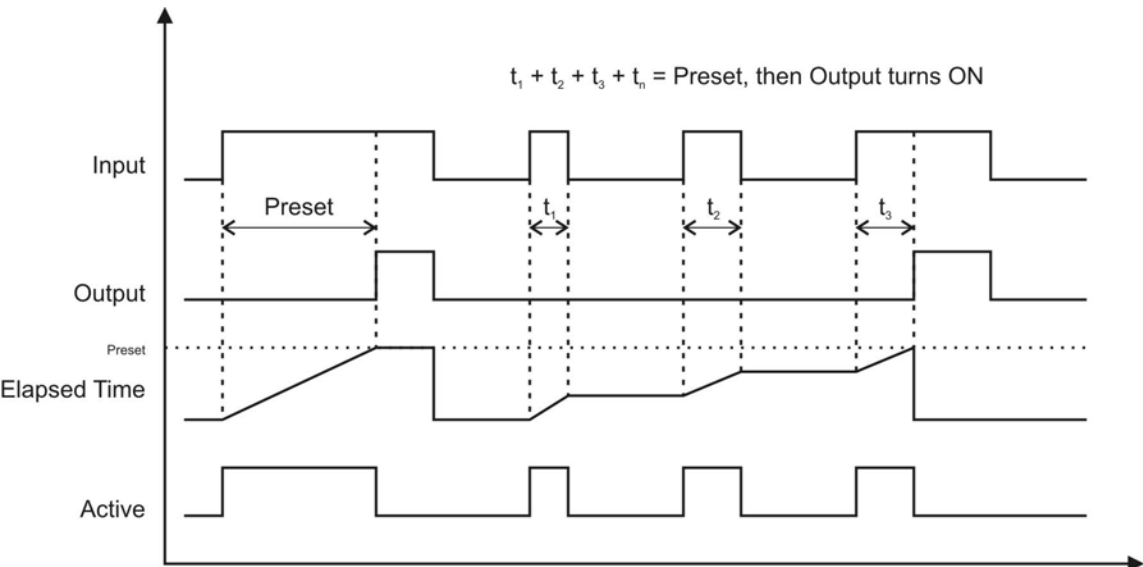 t₁ + t₂ + t₃ + tₙ = Preset, then Output turns ON
Input
Preset
t₁
t₂
t₃
Output
Preset
Elapsed Time
Active